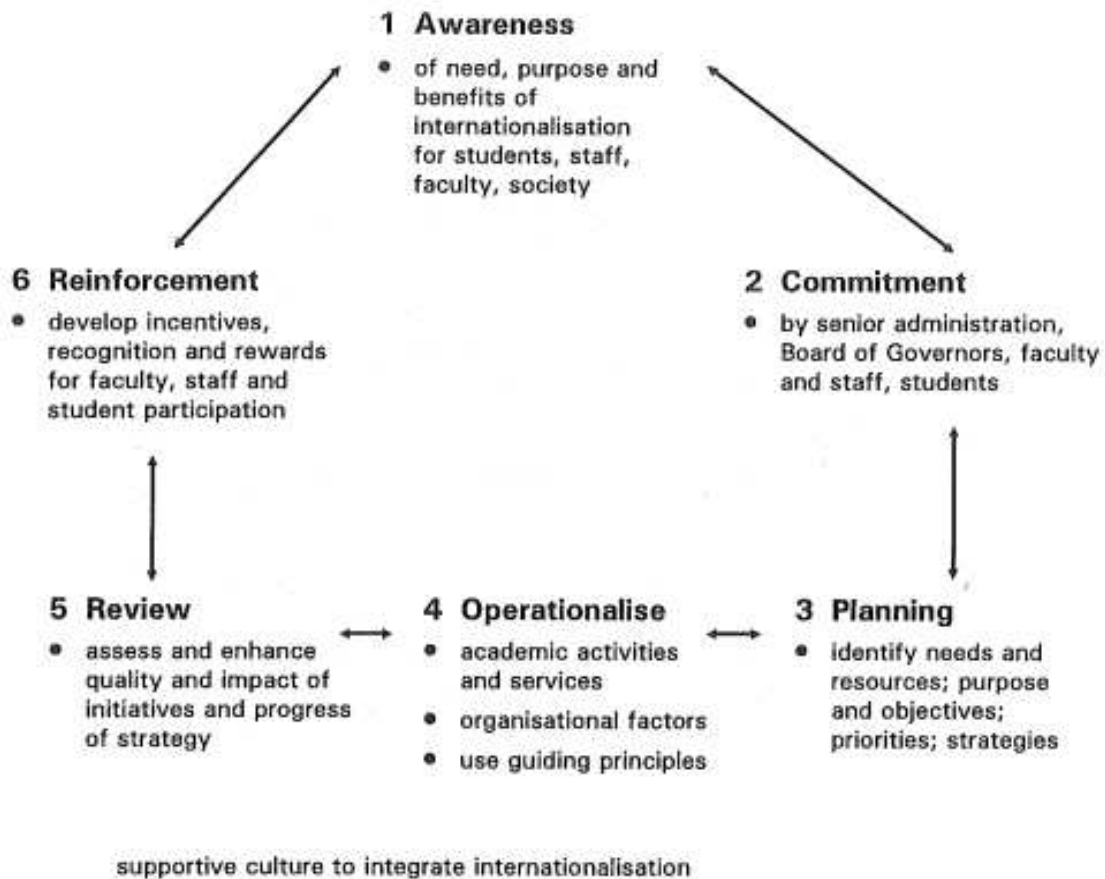 1 Awareness
• of need, purpose and
benefits of
internationalisation
for students, staff,
faculty, society
6 Reinforcement
• develop incentives,
recognition and rewards
for faculty, staff and
student participation
2 Commitment
• by senior administration,
Board of Governors, faculty
and staff, students
5 Review
• assess and enhance
quality and impact of
initiatives and progress
of strategy
4 Operationalise
• academic activities
and services
• organisational factors
• use guiding principles
3 Planning
• identify needs and
resources; purpose
and objectives;
priorities; strategies
supportive culture to integrate internationalisation